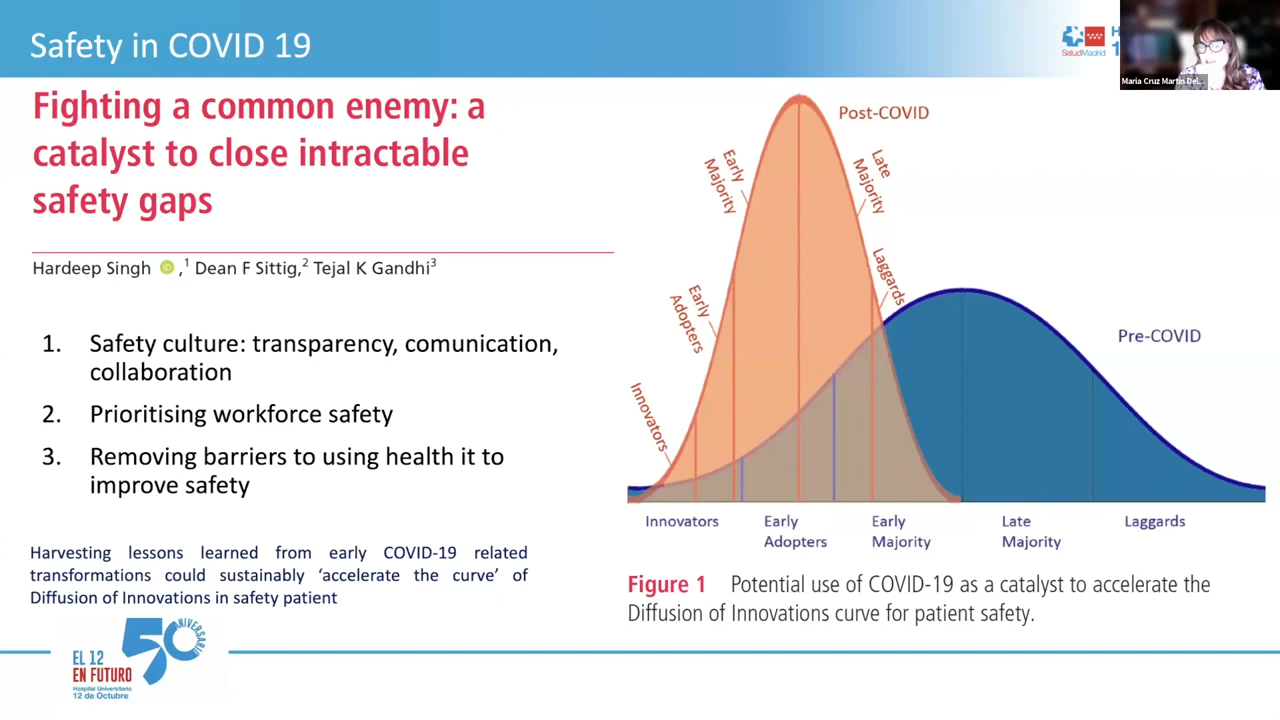 Safety in COVID 19
SaludMadrid
Maria Cruz Martin Del...
Fighting a common enemy: a
catalyst to close intractable
safety gaps
Hardeep Singh iD ,1 Dean F Sittig,2 Tejal K Gandhi3
1. Safety culture: transparency, comunication,
collaboration
2. Prioritising workforce safety
3. Removing barriers to using health it to
improve safety
Harvesting lessons learned from early COVID-19 related
transformations could sustainably ‘accelerate the curve’ of
Diffusion of Innovations in safety patient
Post-COVID
Early
Majority
Late
Majority
Early
Adopters
Laggards
Innovators
Pre-COVID
Innovators
Early
Adopters
Early
Majority
Late
Majority
Laggards
Figure 1 Potential use of COVID-19 as a catalyst to accelerate the
Diffusion of Innovations curve for patient safety.
50 ANIVERSARIO
EL 12
EN FUTURO
Hospital Universitario
12 de Octubre